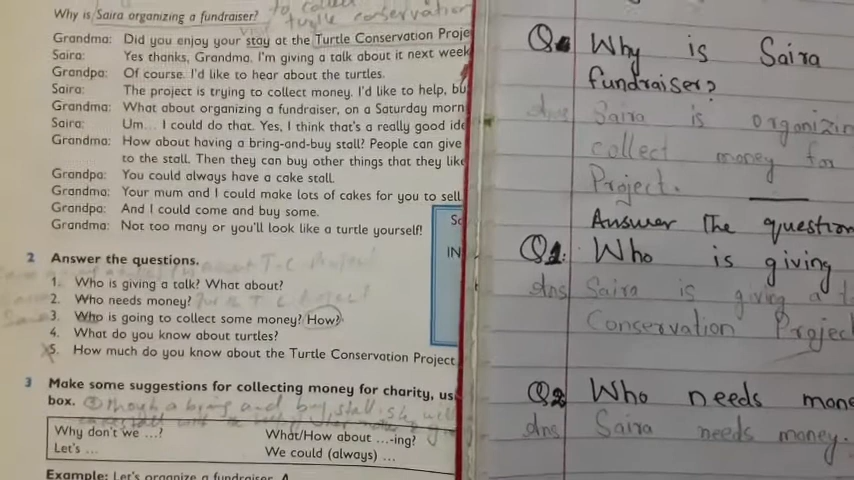 to collect
turtle conservation
Why is Saira organizing a fundraiser?
Grandma: Did you enjoy your stay at the Turtle Conservation Proje
Saira: Yes thanks, Grandma. I'm giving a talk about it next week
Grandpa: Of course. I'd like to hear about the turtles.
Saira: The project is trying to collect money. I'd like to help, bu
Grandma: What about organizing a fundraiser, on a Saturday morn
Saira: Um... I could do that. Yes, I think that's a really good ide
Grandma: How about having a bring-and-buy stall? People can give
to the stall. Then they can buy other things that they like
Grandpa: You could always have a cake stall.
Grandma: Your mum and I could make lots of cakes for you to sell
Grandpa: And I could come and buy some.
Grandma: Not too many or you'll look like a turtle yourself!
Sc
IN
2 Answer the questions.
1. Who is giving a talk? What about?
2. Who needs money?
3. Who is going to collect some money? How?
4. What do you know about turtles?
5. How much do you know about the Turtle Conservation Project
3 Make some suggestions for collecting money for charity, us
box.
Why don't we ...?
Let's ...
What/How about ...-ing?
We could (always) ...
Example: Let's organize a fundraiser.
Q Why is Saira
fundraiser?
Ans Saira is organizin
collect money for
Project.
Answer the question
Q1: Who is giving
Ans Saira is giving a t
Conservation Projec
Q2 Who needs mone
Ans Saira needs money.